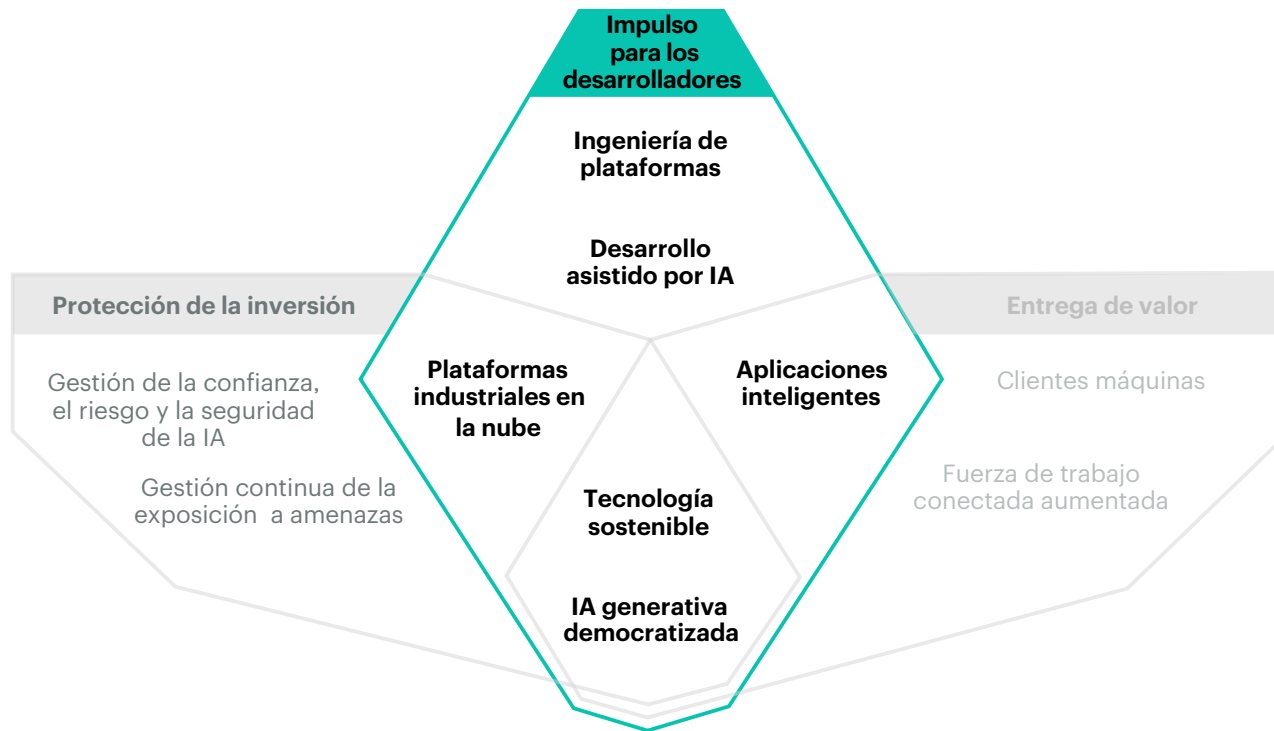 Impulso
para los
desarrolladores
Ingeniería de
plataformas
Desarrollo
asistido por IA
Protección de la inversión
Gestión de la confianza,
el riesgo y la seguridad
de la IA
Gestión continua de la
exposición a amenazas
Plataformas
industriales en
la nube
Aplicaciones
inteligentes
Tecnología
sostenible
IA generativa
democratizada
Entrega de valor
Clientes máquinas
Fuerza de trabajo
conectada aumentada